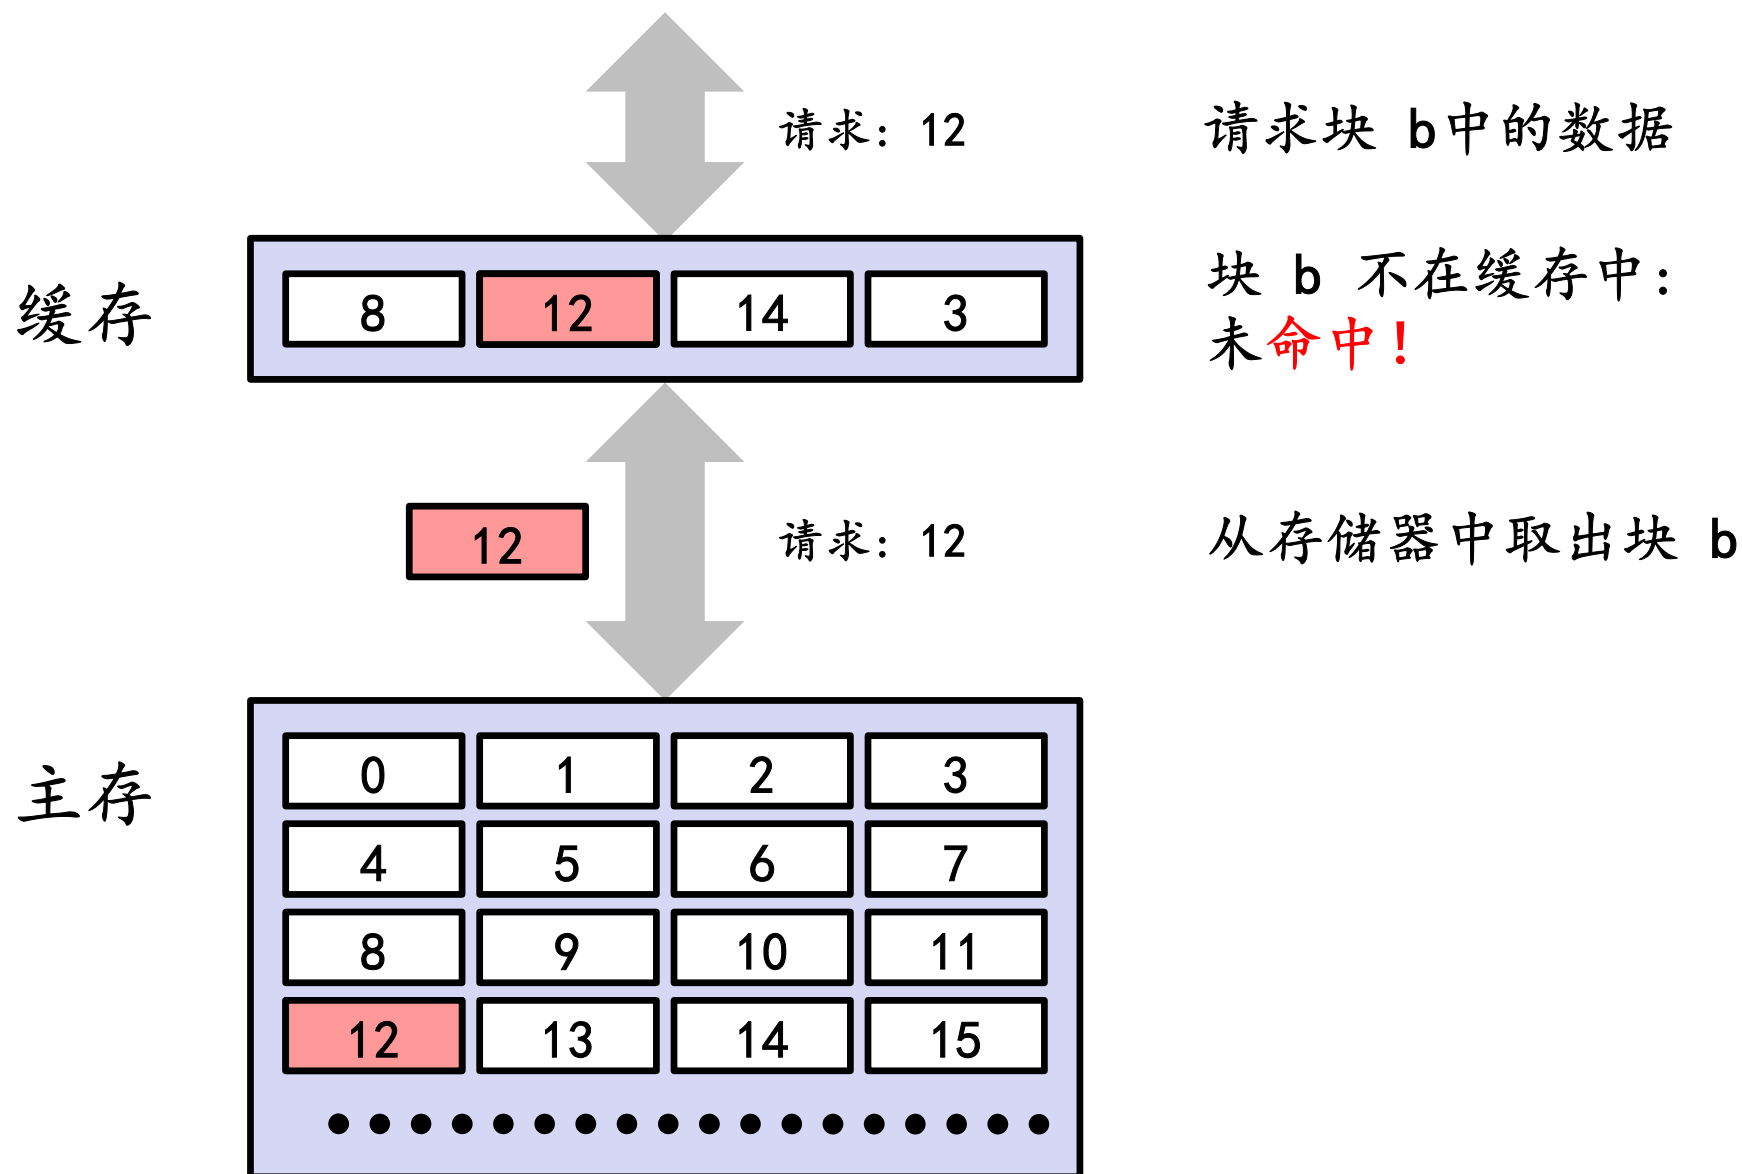 请求: 12
请求块 b中的数据
缓存
8 12 14 3
块 b 不在缓存中:
未命中!
12
请求: 12
从存储器中取出块 b
主存
0 1 2 3
4 5 6 7
8 9 10 11
12 13 14 15